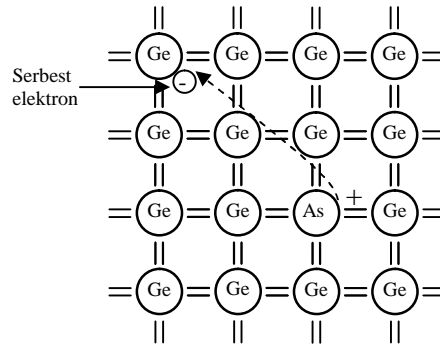 Ge Ge Ge Ge
Serbest
elektron
-
Ge Ge Ge Ge
+
Ge Ge As Ge
Ge Ge Ge Ge